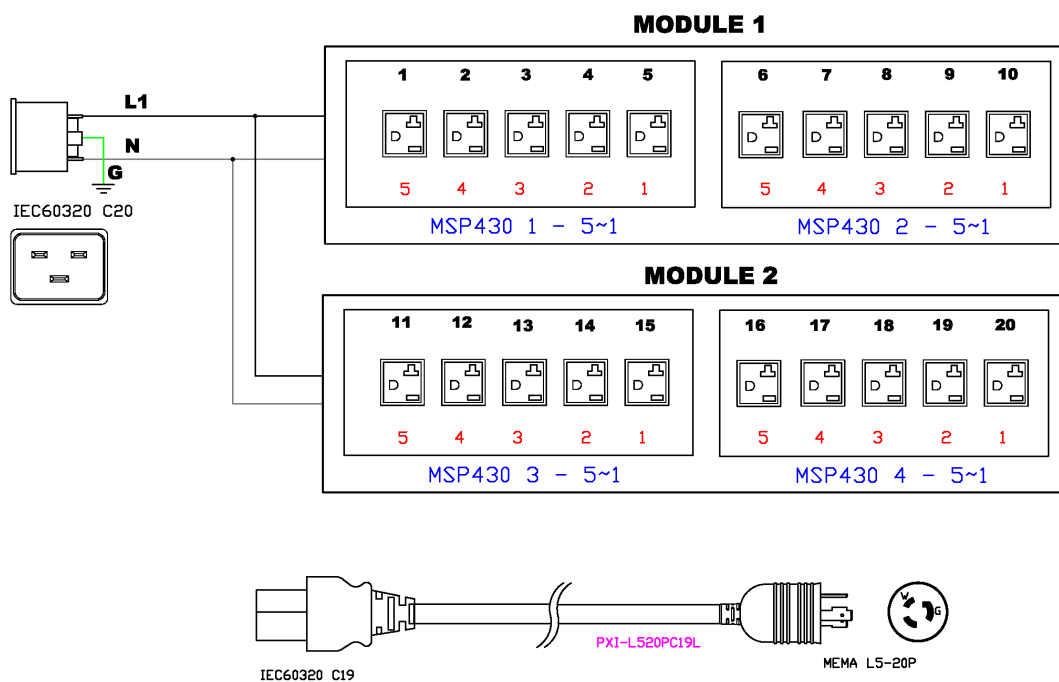 MODULE 1
1 2 3 4 5 6 7 8 9 10
L1
N
G
5 4 3 2 1 5 4 3 2 1
IEC60320 C20
MSP430 1 - 5~1 MSP430 2 - 5~1
MODULE 2
11 12 13 14 15 16 17 18 19 20
5 4 3 2 1 5 4 3 2 1
MSP430 3 - 5~1 MSP430 4 - 5~1
W
G
PXI-L520PC19L
MEMA L5-20P
IEC60320 C19